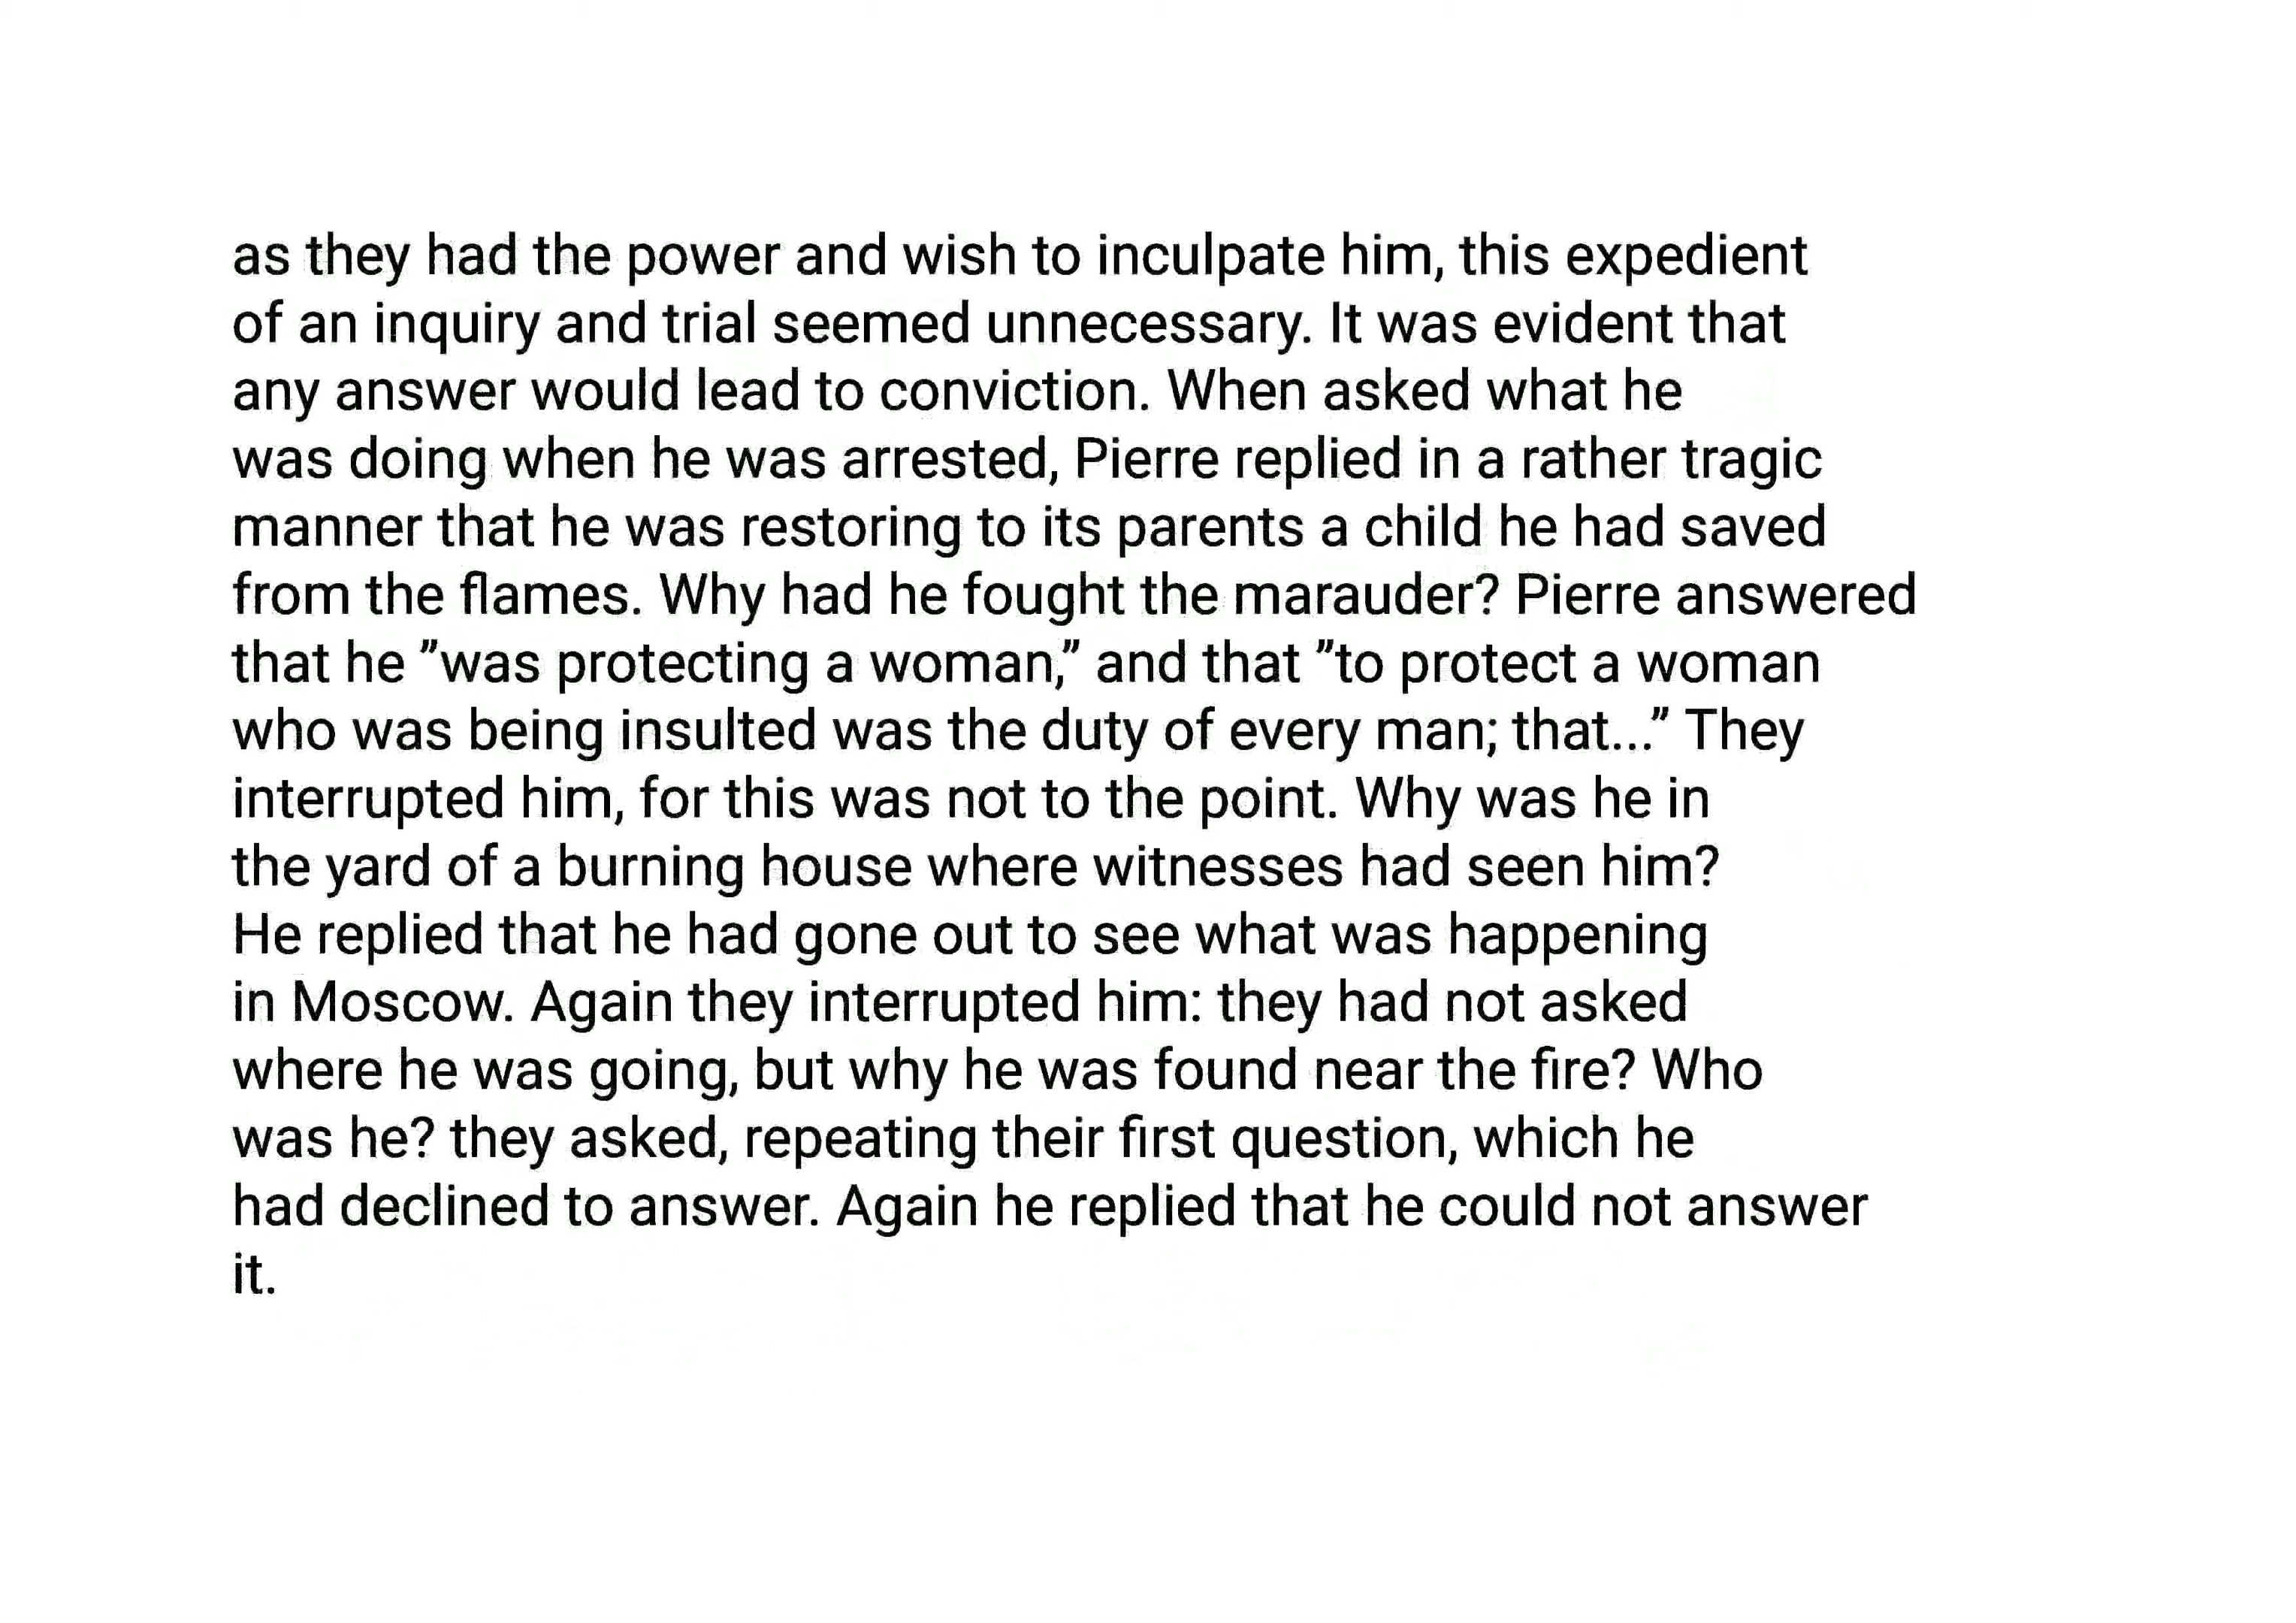 as they had the power and wish to inculpate him, this expedient
of an inquiry and trial seemed unnecessary. It was evident that
any answer would lead to conviction. When asked what he
was doing when he was arrested, Pierre replied in a rather tragic
manner that he was restoring to its parents a child he had saved
from the flames. Why had he fought the marauder? Pierre answered
that he ”was protecting a woman,” and that ”to protect a woman
who was being insulted was the duty of every man; that...” They
interrupted him, for this was not to the point. Why was he in
the yard of a burning house where witnesses had seen him?
He replied that he had gone out to see what was happening
in Moscow. Again they interrupted him: they had not asked
where he was going, but why he was found near the fire? Who
was he? they asked, repeating their first question, which he
had declined to answer. Again he replied that he could not answer
it.